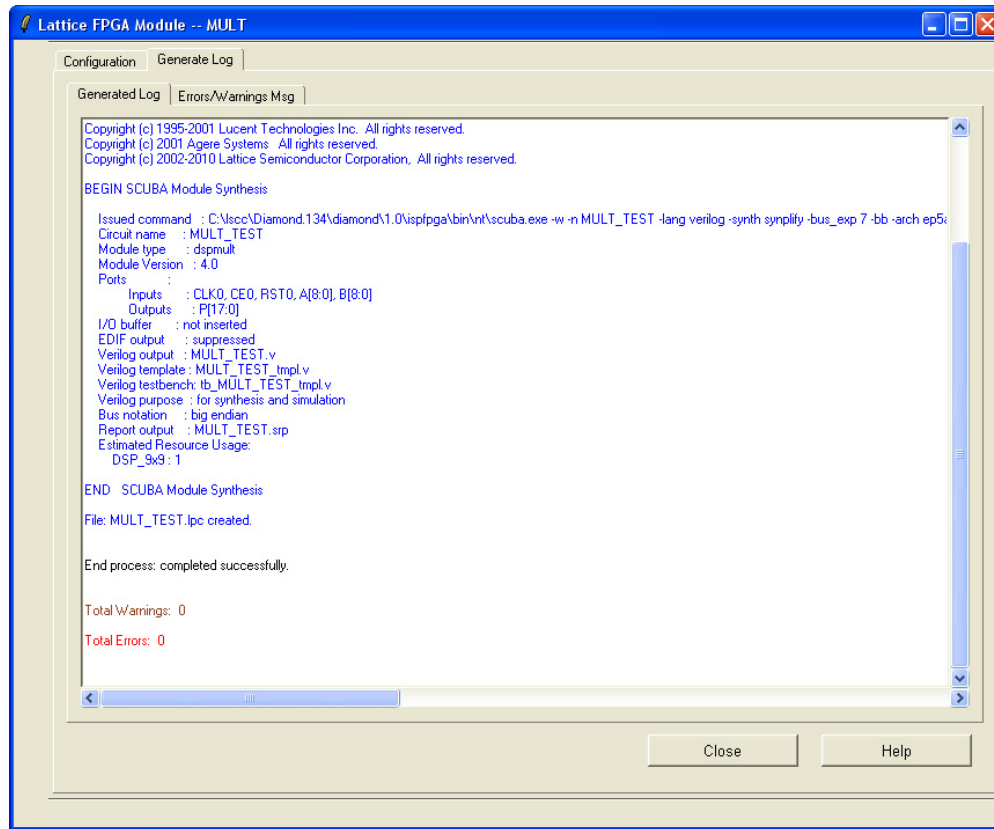 Lattice FPGA Module -- MULT
Configuration Generate Log
Generated Log Errors/Warnings Msg
Copyright (c) 1995-2001 Lucent Technologies Inc. All rights reserved.
Copyright (c) 2001 Agere Systems All rights reserved.
Copyright (c) 2002-2010 Lattice Semiconductor Corporation, All rights reserved.
BEGIN SCUBA Module Synthesis
Issued command : C:\lscc\Diamond.134\diamond\1.0\ispfpga\bin\nt\scuba.exe -w -n MULT_TEST -lang verilog -synth synplify -bus_exp 7 -bb -arch ep5a
Circuit name : MULT_TEST
Module type : dspmult
Module Version : 4.0
Ports :
Inputs : CLK0, CE0, RST0, A[8:0], B[8:0]
Outputs : P[17:0]
I/O buffer : not inserted
EDIF output : suppressed
Verilog output : MULT_TEST.v
Verilog template : MULT_TEST_tmpl.v
Verilog testbench: tb_MULT_TEST_tmpl.v
Verilog purpose : for synthesis and simulation
Bus notation : big endian
Report output : MULT_TEST.srp
Estimated Resource Usage:
DSP_9x9 : 1
END SCUBA Module Synthesis
File: MULT_TEST.lpc created.
End process: completed successfully.
Total Warnings: 0
Total Errors: 0
Close Help